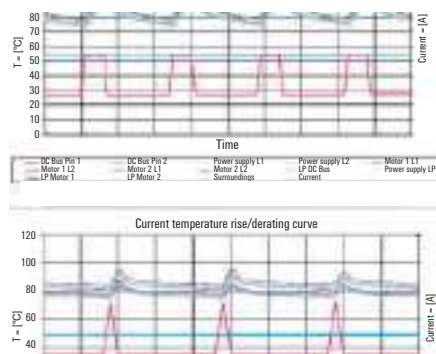 80
70
60
50
40
30
20
10
0
T = [°C]
Current = [A]
Time
DC Bus Pin 1 DC Bus Pin 2 Power supply L1 Power supply L2 Motor 1 L1
Motor 1 L2 Motor 2 L1 Motor 2 L2 LP DC Bus Power supply LP
LP Motor 1 LP Motor 2 Surroundings Current
Current temperature rise/derating curve
120
100
80
60
40
T = [°C]
Current = [A]